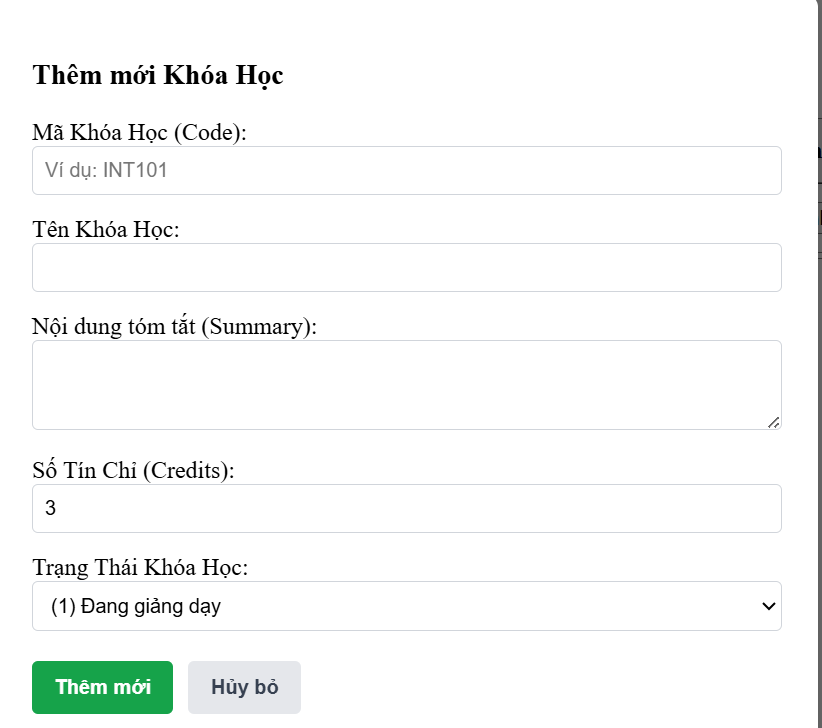 Thêm mới Khóa Học
Mã Khóa Học (Code):
Ví dụ: INT101
Tên Khóa Học:
Nội dung tóm tắt (Summary):
Số Tín Chỉ (Credits):
3
Trạng Thái Khóa Học:
(1) Đang giảng dạy
Thêm mới Hủy bỏ